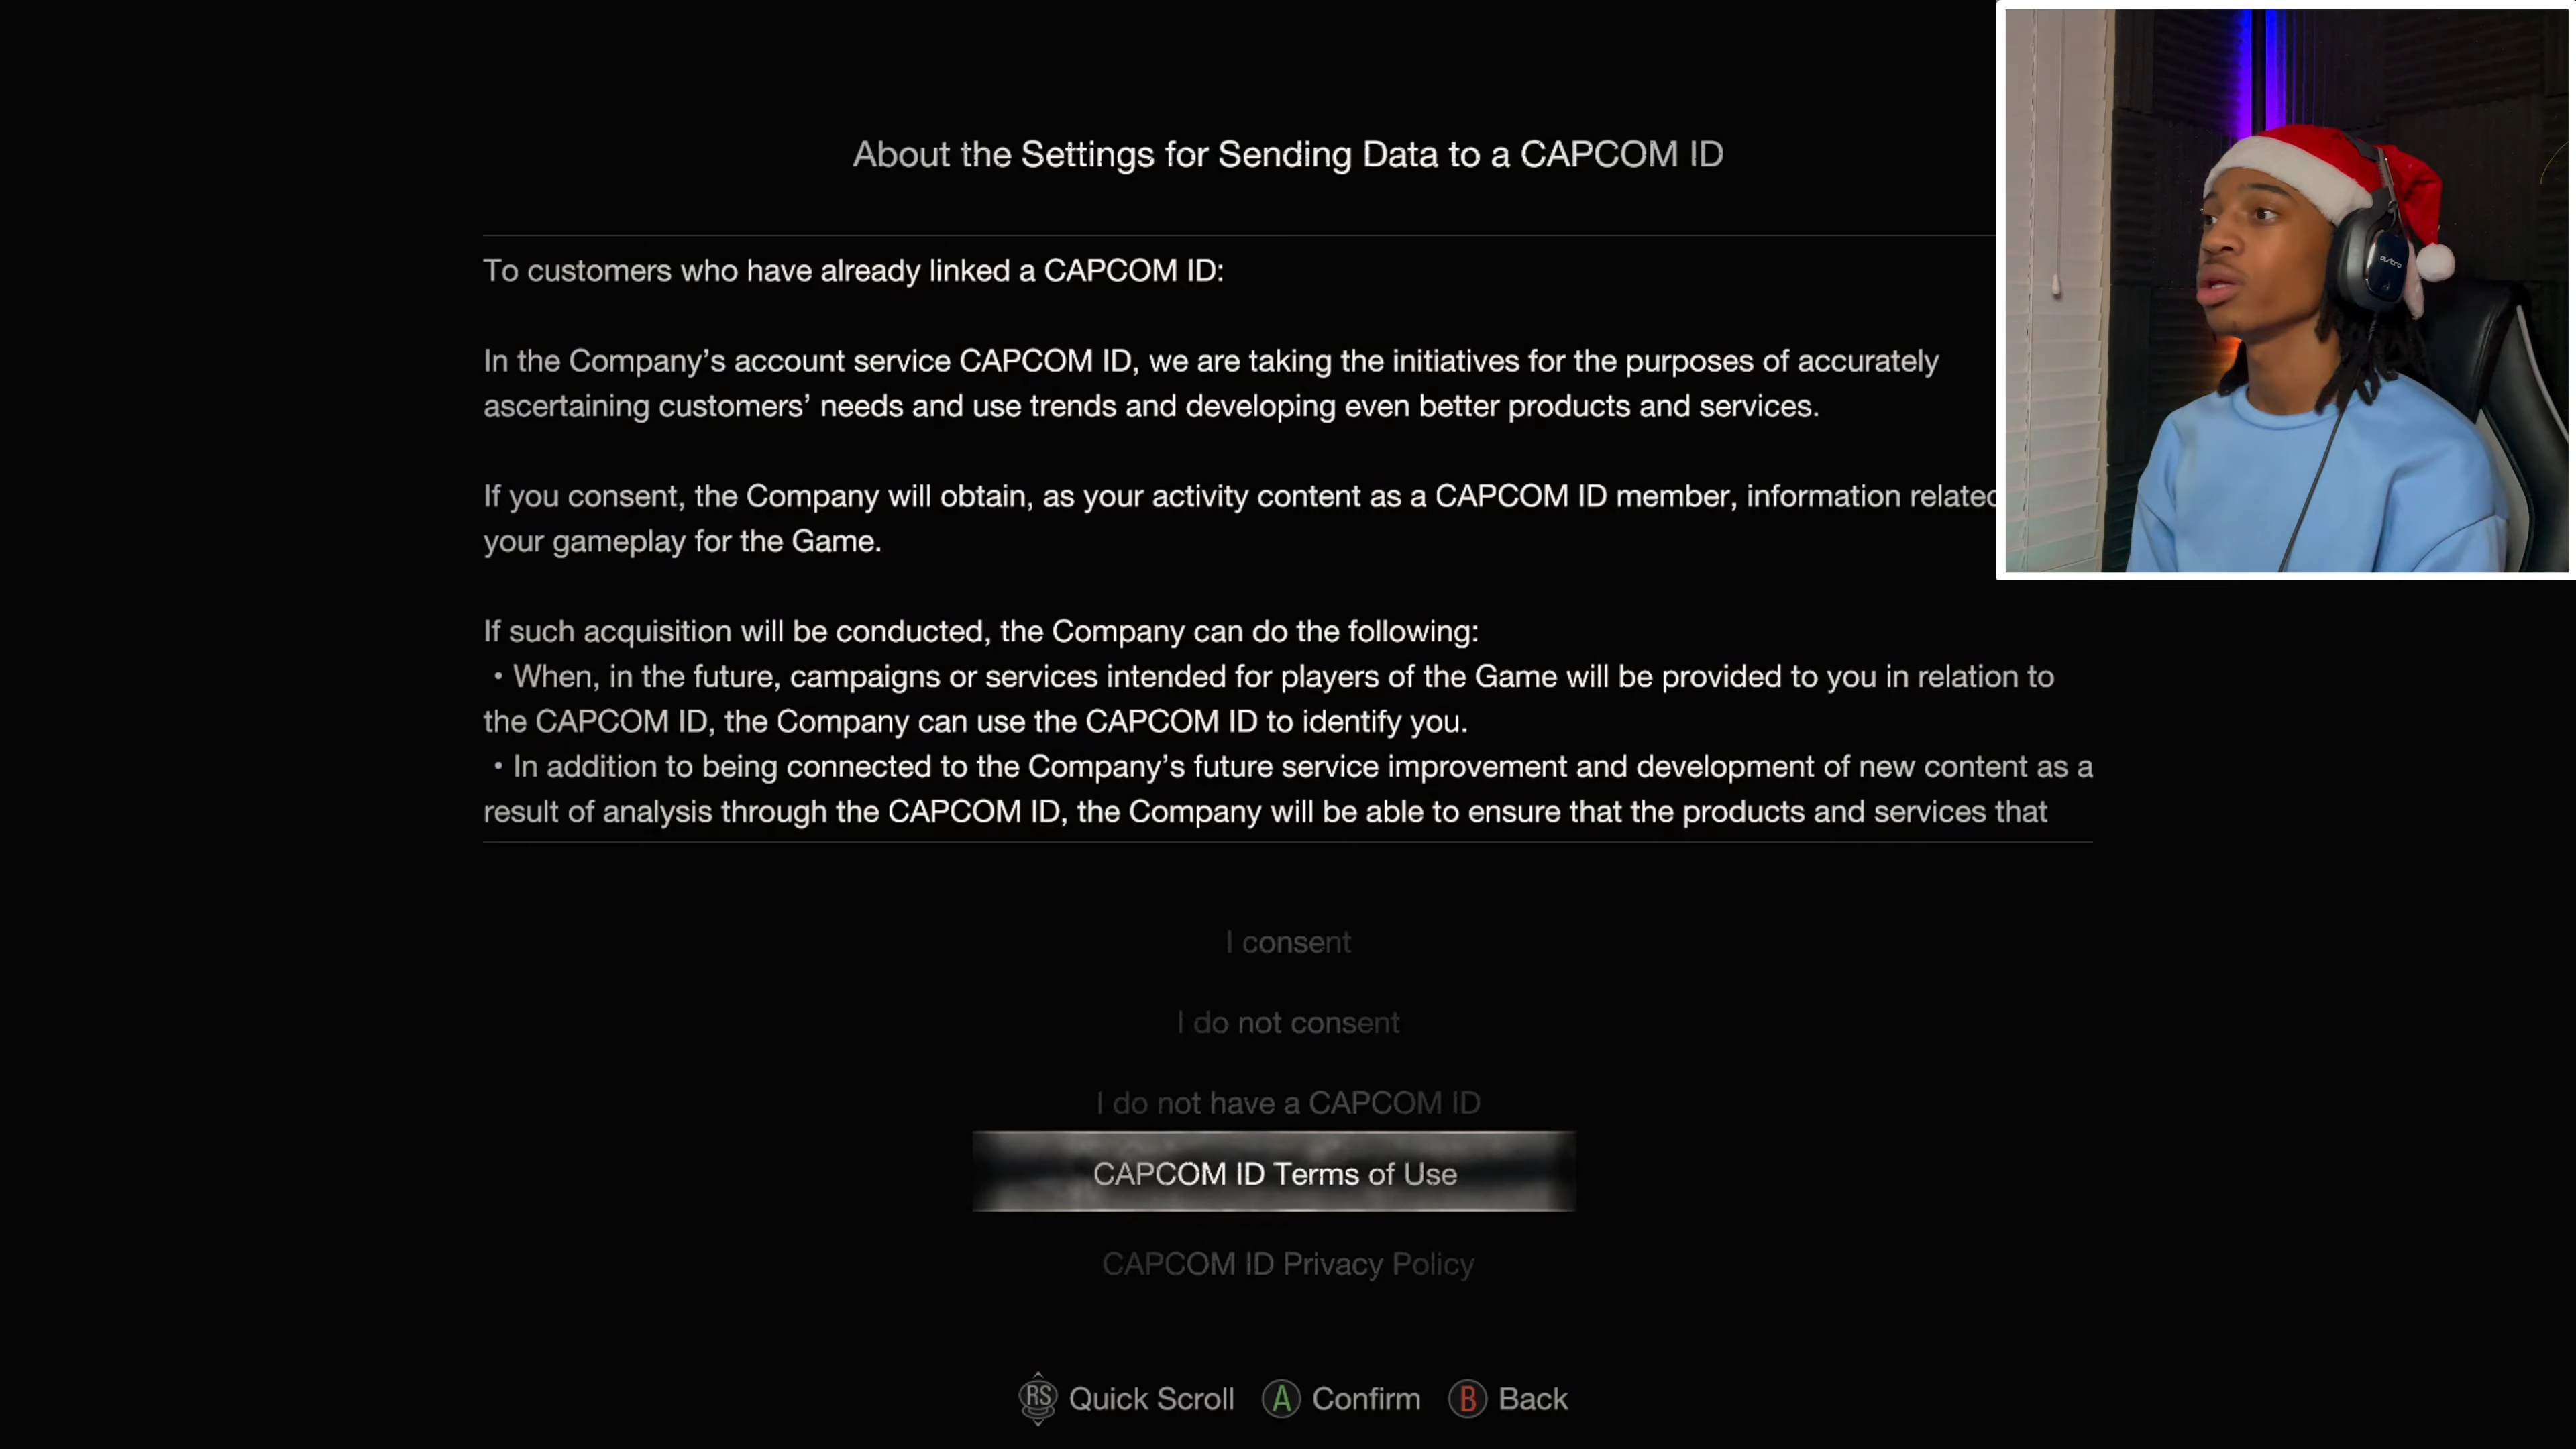 About the Settings for Sending Data to a CAPCOM ID
To customers who have already linked a CAPCOM ID:
In the Company's account service CAPCOM ID, we are taking the initiatives for the purposes of accurately
ascertaining customers' needs and use trends and developing even better products and services.
If you consent, the Company will obtain, as your activity content as a CAPCOM ID member, information related
your gameplay for the Game.
If such acquisition will be conducted, the Company can do the following:
・When, in the future, campaigns or services intended for players of the Game will be provided to you in relation to
the CAPCOM ID, the Company can use the CAPCOM ID to identify you.
・In addition to being connected to the Company's future service improvement and development of new content as a
result of analysis through the CAPCOM ID, the Company will be able to ensure that the products and services that
I consent
I do not consent
I do not have a CAPCOM ID
CAPCOM ID Terms of Use
CAPCOM ID Privacy Policy
RS Quick Scroll A Confirm B Back
astro